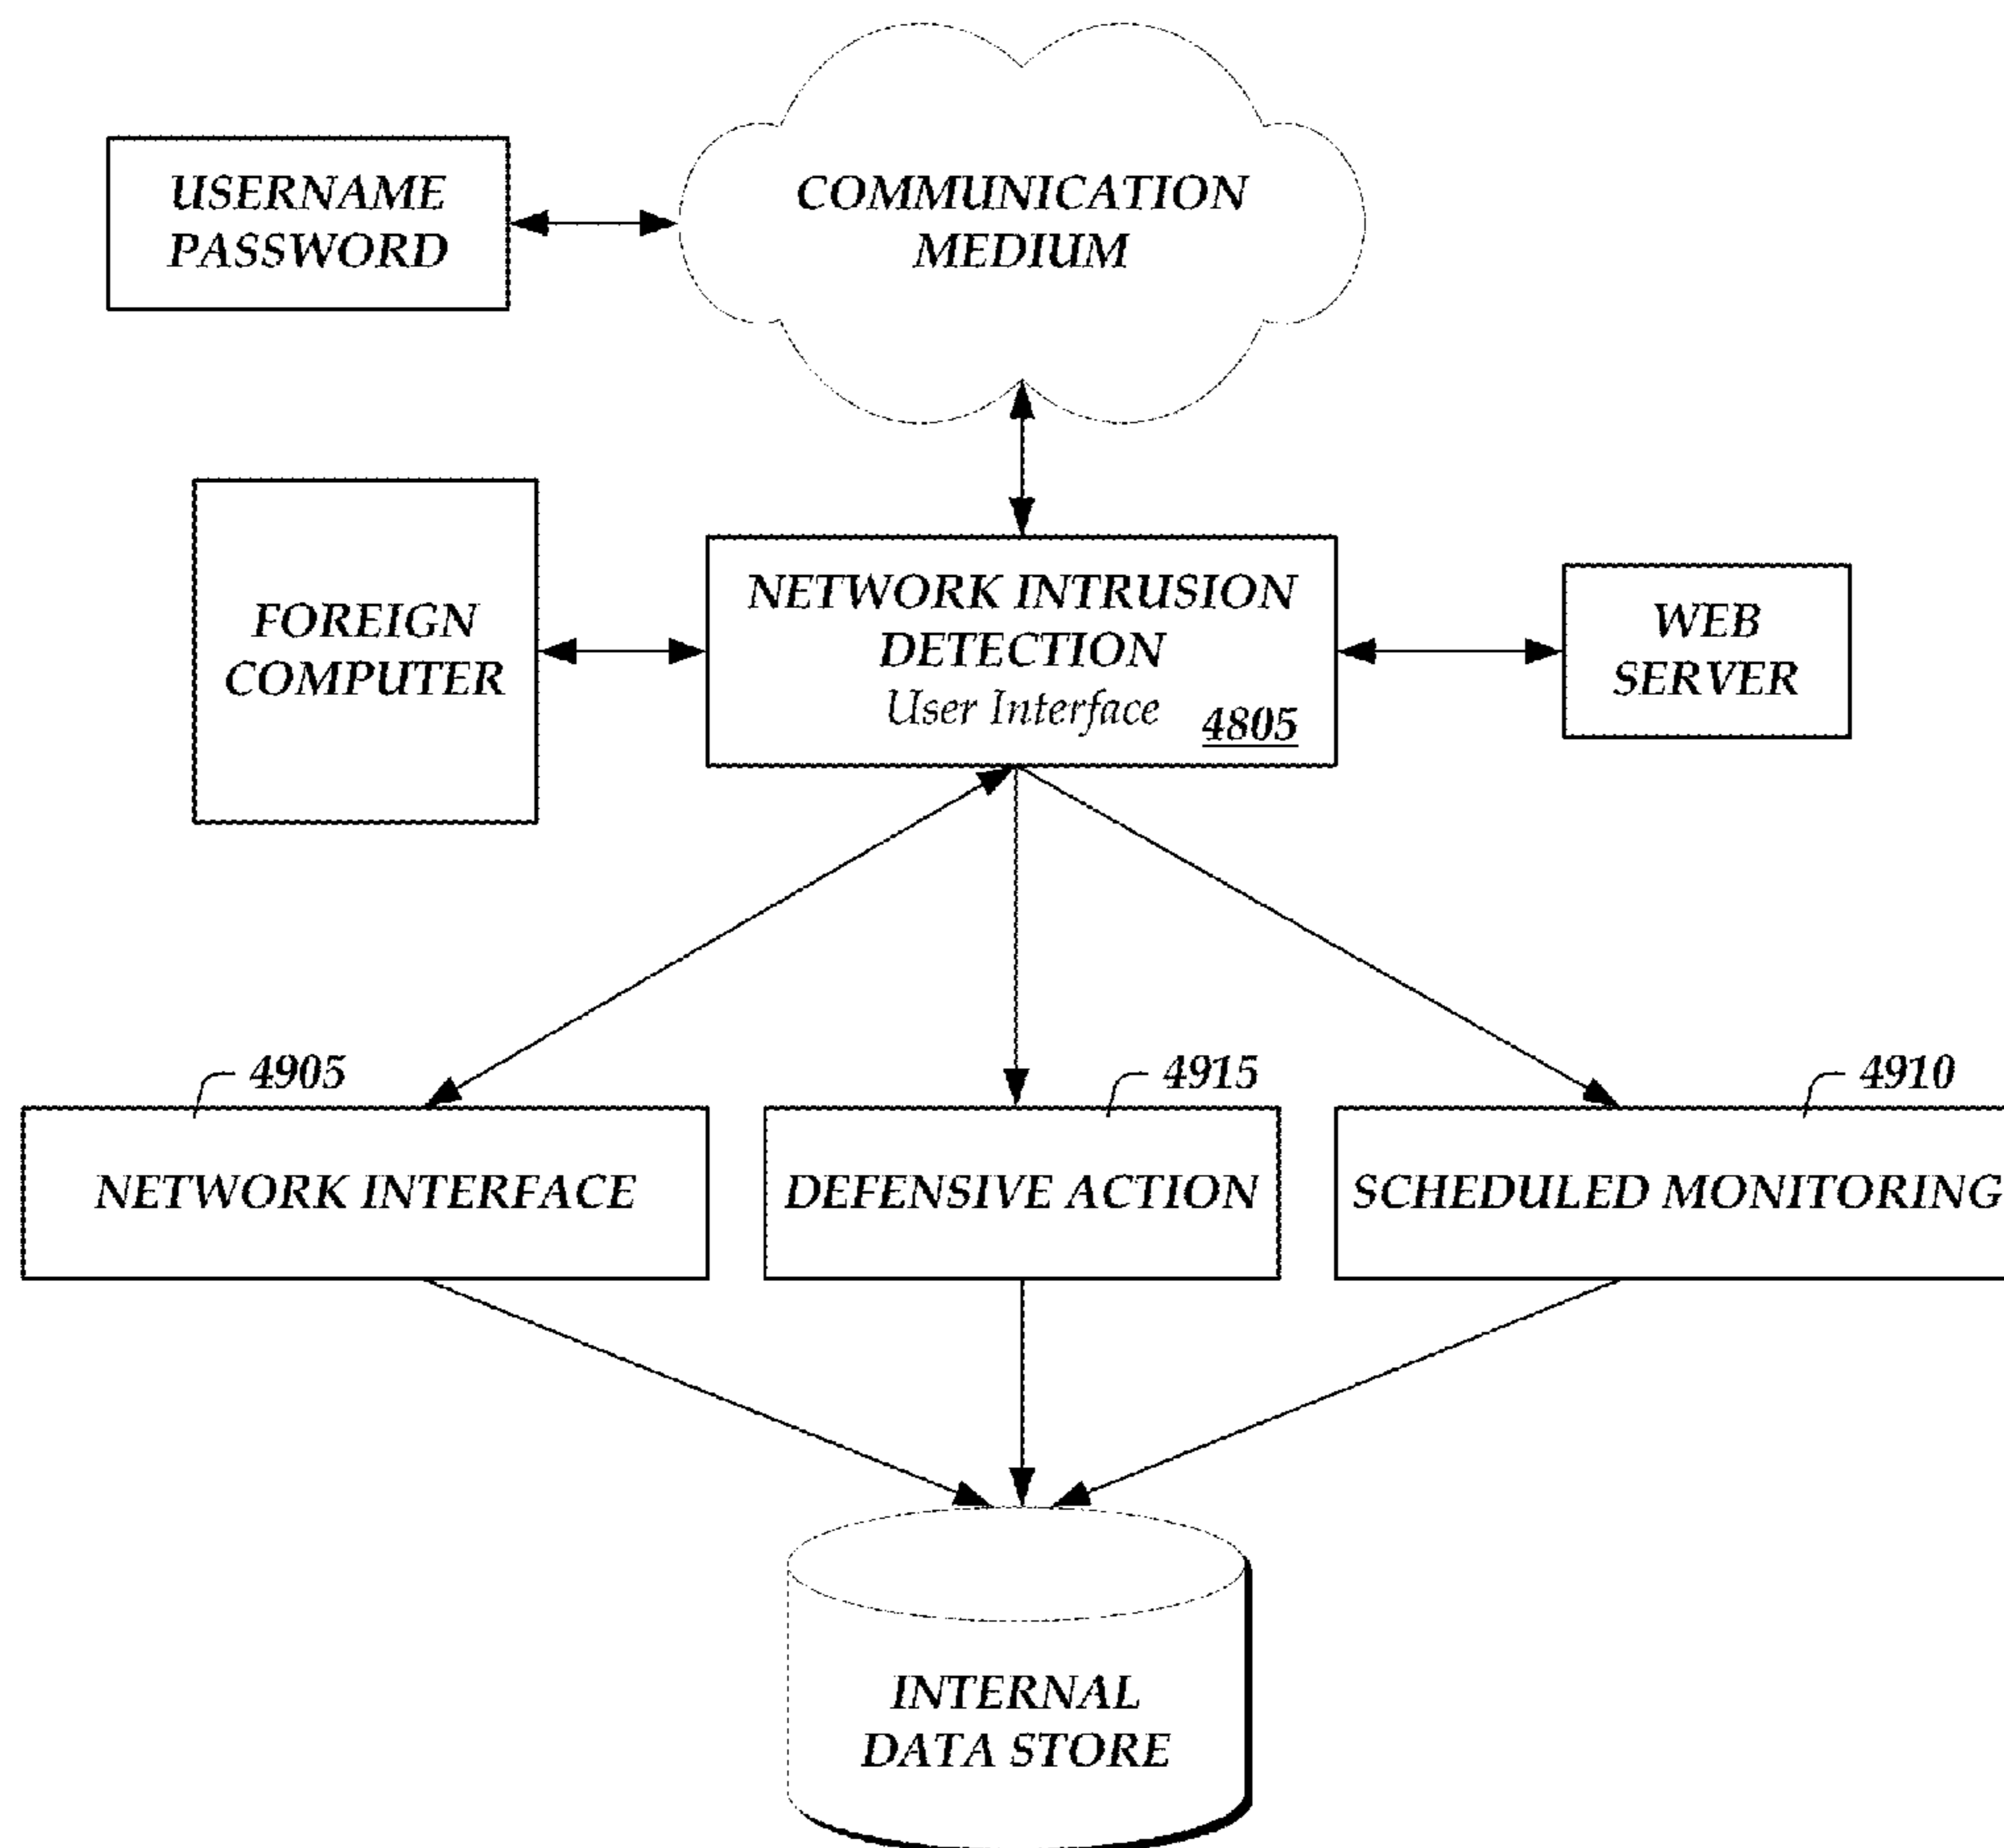 USERNAME
PASSWORD
COMMUNICATION
MEDIUM
FOREIGN
COMPUTER
NETWORK INTRUSION
DETECTION
User Interface
4805
WEB
SERVER
4905
4915
4910
NETWORK INTERFACE
DEFENSIVE ACTION
SCHEDULED MONITORING
INTERNAL
DATA STORE